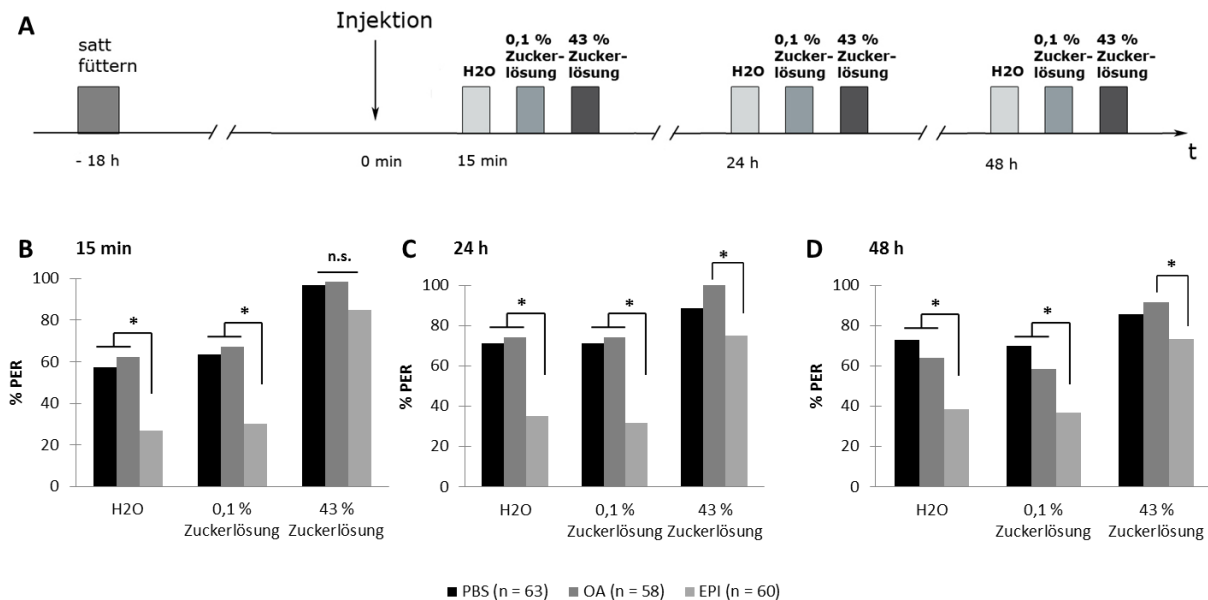 A
satt
füttern
Injektion
H2O
0,1 %
Zucker-
lösung
43 %
Zucker-
lösung
H2O
0,1 %
Zucker-
lösung
43 %
Zucker-
lösung
H2O
0,1 %
Zucker-
lösung
43 %
Zucker-
lösung
- 18 h
0 min
15 min
24 h
48 h
t
B
15 min
% PER
100
80
60
40
20
0
*
*
n.s.
H2O
0,1 %
Zuckerlösung
43 %
Zuckerlösung
C
24 h
% PER
100
80
60
40
20
0
*
*
*
H2O
0,1 %
Zuckerlösung
43 %
Zuckerlösung
D
48 h
% PER
100
80
60
40
20
0
*
*
*
H2O
0,1 %
Zuckerlösung
43 %
Zuckerlösung
PBS (n = 63) OA (n = 58) EPI (n = 60)